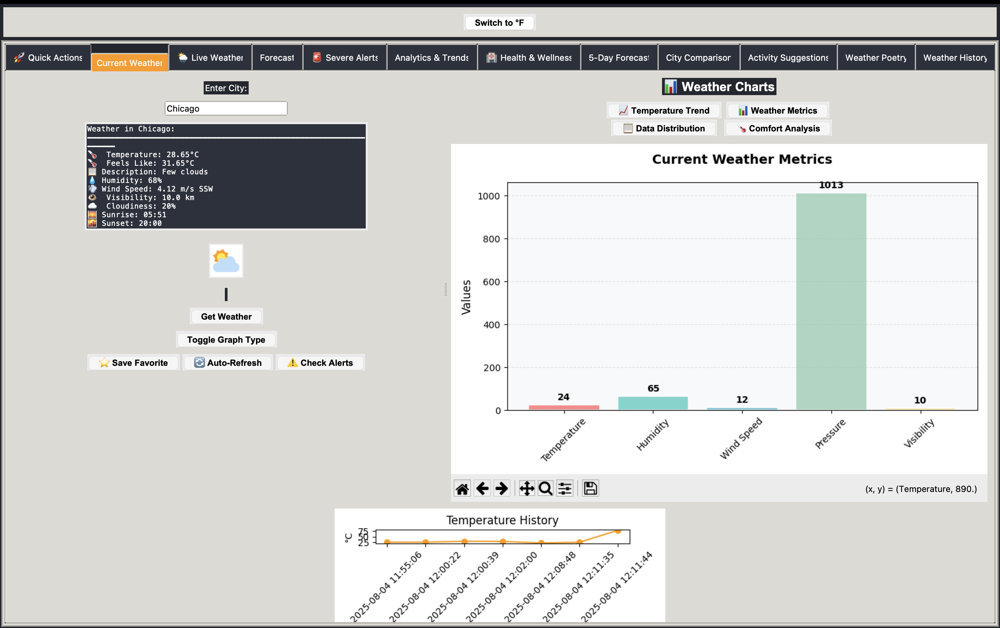 Switch to °F
Quick Actions
Current Weather
Live Weather
Forecast
Severe Alerts
Analytics & Trends
Health & Wellness
5-Day Forecast
City Comparison
Activity Suggestions
Weather Poetry
Weather History
Enter City:
Chicago
Weather in Chicago:
Temperature: 28.65°C
Feels Like: 31.65°C
Description: Few clouds
Humidity: 68%
Wind Speed: 4.12 m/s SSW
Visibility: 10.0 km
Cloudiness: 20%
Sunrise: 05:51
Sunset: 20:00
Get Weather
Toggle Graph Type
Save Favorite
Auto-Refresh
Check Alerts
Weather Charts
Temperature Trend
Weather Metrics
Data Distribution
Comfort Analysis
Current Weather Metrics
Values
1000
800
600
400
200
0
24
65
12
1013
10
Temperature
Humidity
Wind Speed
Pressure
Visibility
(x, y) = (Temperature, 890.)
Temperature History
°C
75
50
25
2025-08-04 11:55:06
2025-08-04 12:00:22
2025-08-04 12:00:39
2025-08-04 12:02:00
2025-08-04 12:08:48
2025-08-04 12:11:35
2025-08-04 12:11:44